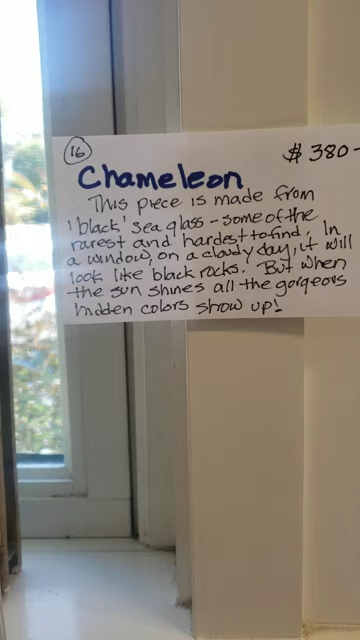 16
$380-
Chameleon
This piece is made from
'black' sea glass - some of the
rarest and hardest to find. In
a window, on a cloudy day, it will
look like black rocks. But when
the sun shines all the gorgeous
hidden colors show up!